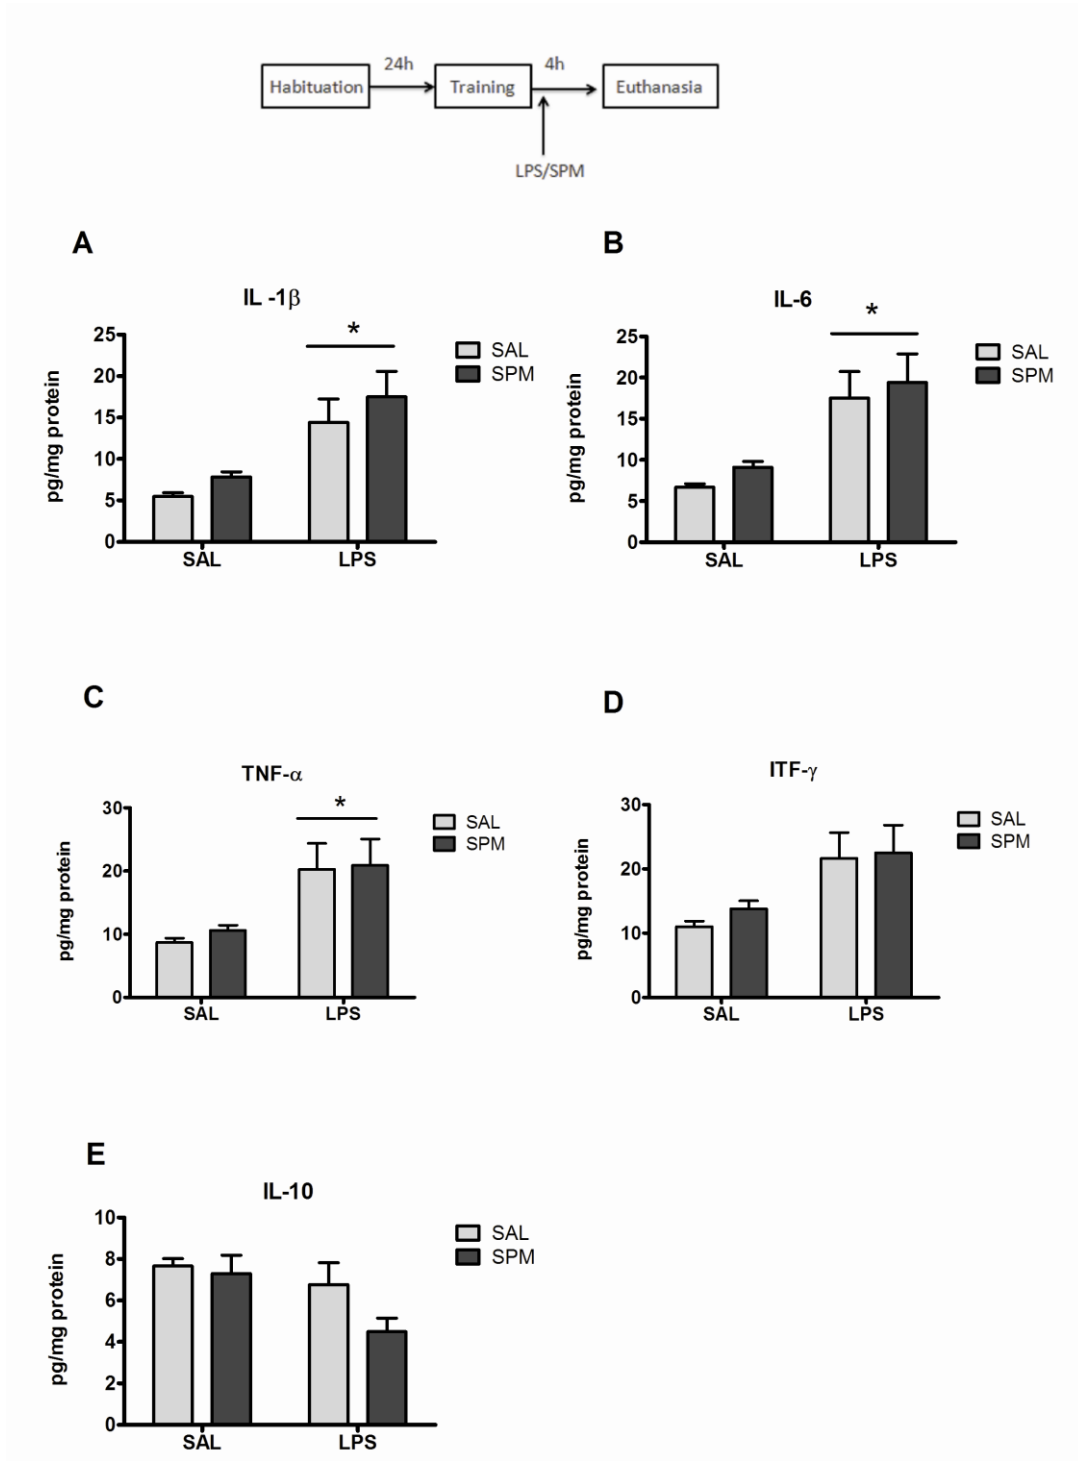 24h 4h
Habituation Training Euthanasia
LPS/SPM
A
IL -1β
pg/mg protein
25
20
15
10
5
0
*
SAL LPS
SAL
SPM
B
IL-6
pg/mg protein
25
20
15
10
5
0
*
SAL LPS
SAL
SPM
C
TNF-α
pg/mg protein
30
20
10
0
*
SAL LPS
SAL
SPM
D
ITF-γ
pg/mg protein
30
20
10
0
SAL LPS
SAL
SPM
E
IL-10
pg/mg protein
10
8
6
4
2
0
SAL LPS
SAL
SPM